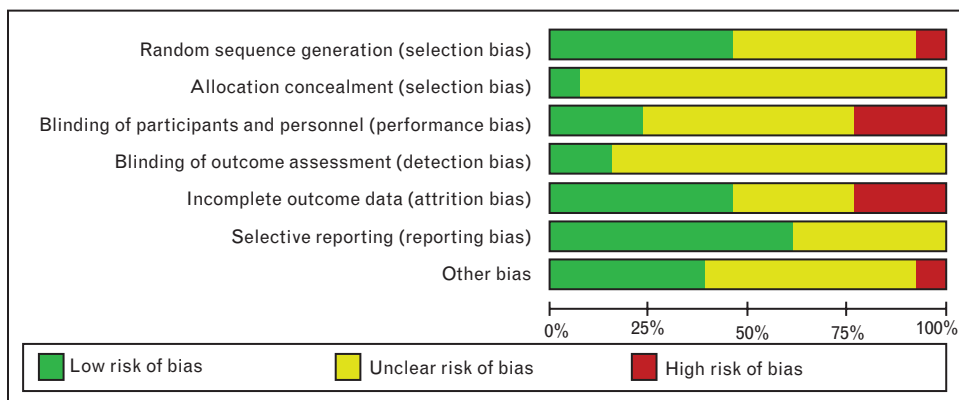 Random sequence generation (selection bias)
Allocation concealment (selection bias)
Blinding of participants and personnel (performance bias)
Blinding of outcome assessment (detection bias)
Incomplete outcome data (attrition bias)
Selective reporting (reporting bias)
Other bias
0% 25% 50% 75% 100%
Low risk of bias Unclear risk of bias High risk of bias